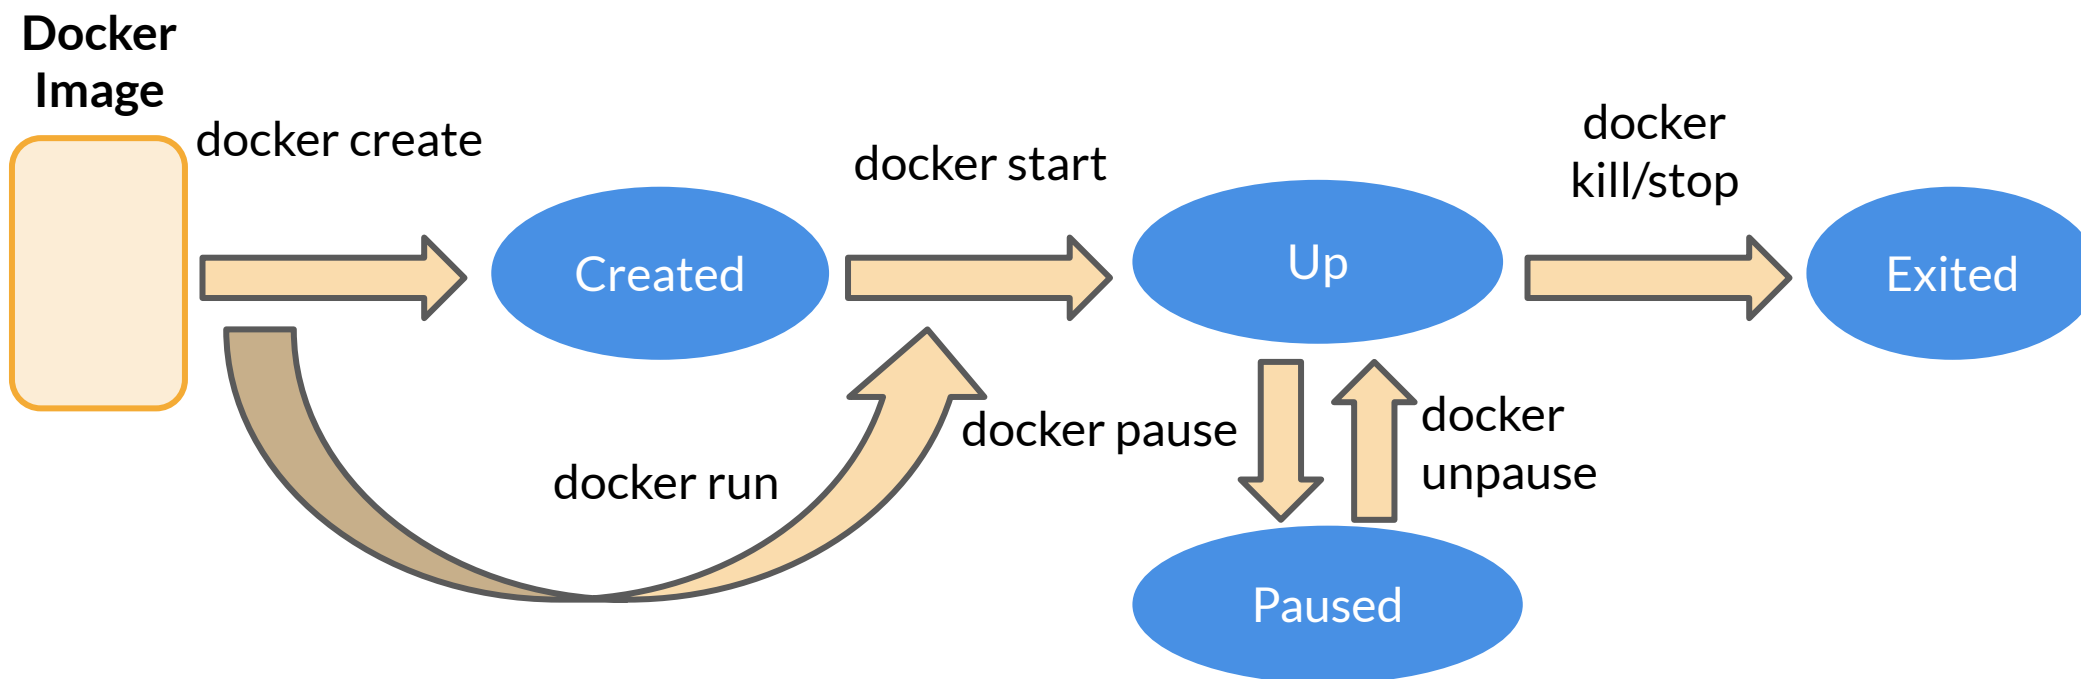 Docker
Image
docker create
docker start
docker
kill/stop
Created
Up
Exited
docker run
docker pause
docker
unpause
Paused